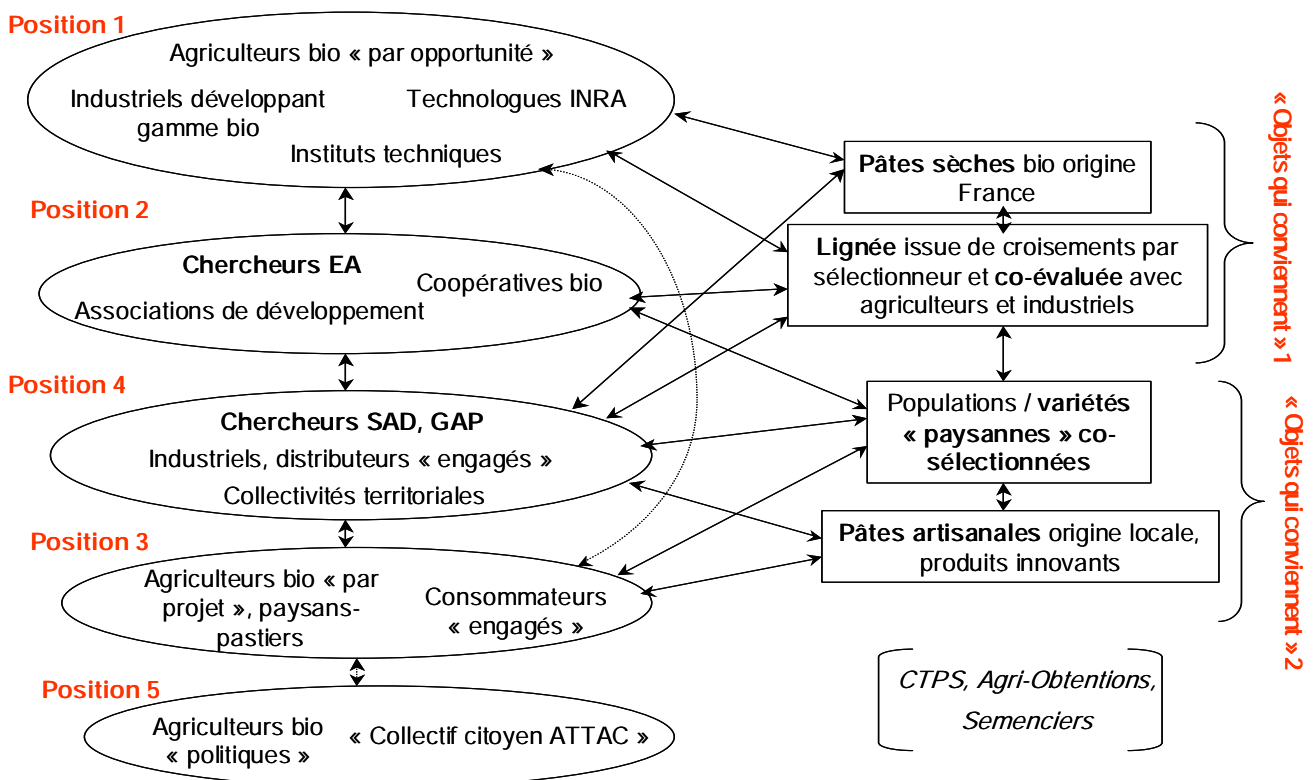 Position 1
Agriculteurs bio « par opportunité »
Industriels développant
gamme bio
Technologues INRA
Instituts techniques
Position 2
Chercheurs EA
Coopératives bio
Associations de développement
Position 4
Chercheurs SAD, GAP
Industriels, distributeurs « engagés »
Collectivités territoriales
Position 3
Agriculteurs bio « par
projet », paysans-
pastiers
Consommateurs
« engagés »
Position 5
Agriculteurs bio
« politiques »
« Collectif citoyen ATTAC »
Pâtes sèches bio origine
France
Lignée issue de croisements par
sélectionneur et co-évaluée avec
agriculteurs et industriels
Populations / variétés
« paysannes » co-
sélectionnées
Pâtes artisanales origine locale,
produits innovants
CTPS, Agri-Obtentions,
Semenciers
« Objets qui conviennent » 1
« Objets qui conviennent » 2